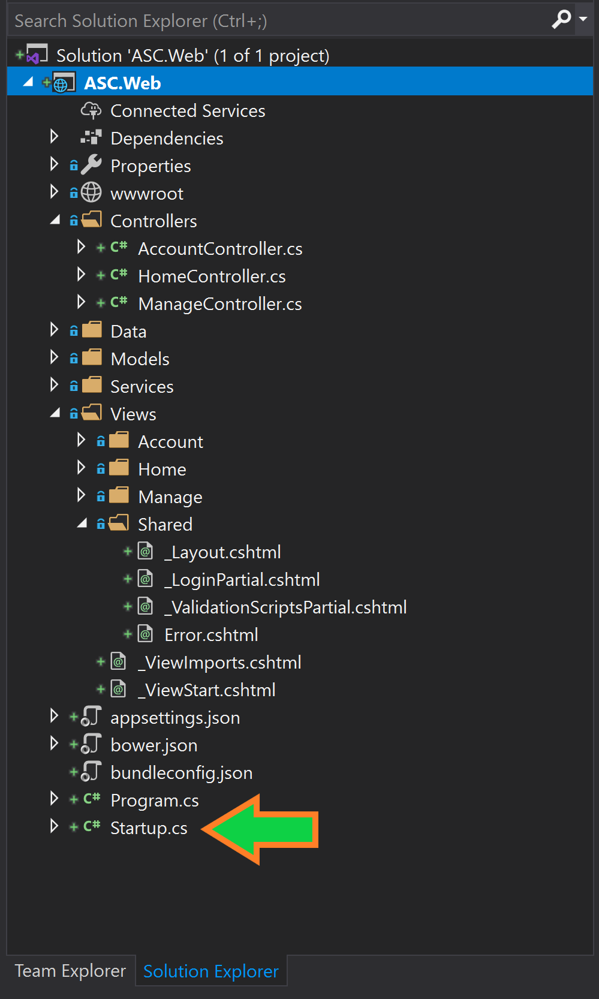 Search Solution Explorer (Ctrl+;)
Solution 'ASC.Web' (1 of 1 project)
ASC.Web
Connected Services
Dependencies
Properties
wwwroot
Controllers
C# AccountController.cs
C# HomeController.cs
C# ManageController.cs
Data
Models
Services
Views
Account
Home
Manage
Shared
@ _Layout.cshtml
@ _LoginPartial.cshtml
@ _ValidationScriptsPartial.cshtml
@ Error.cshtml
@ _ViewImports.cshtml
@ _ViewStart.cshtml
appsettings.json
bower.json
bundleconfig.json
C# Program.cs
C# Startup.cs
Team Explorer Solution Explorer